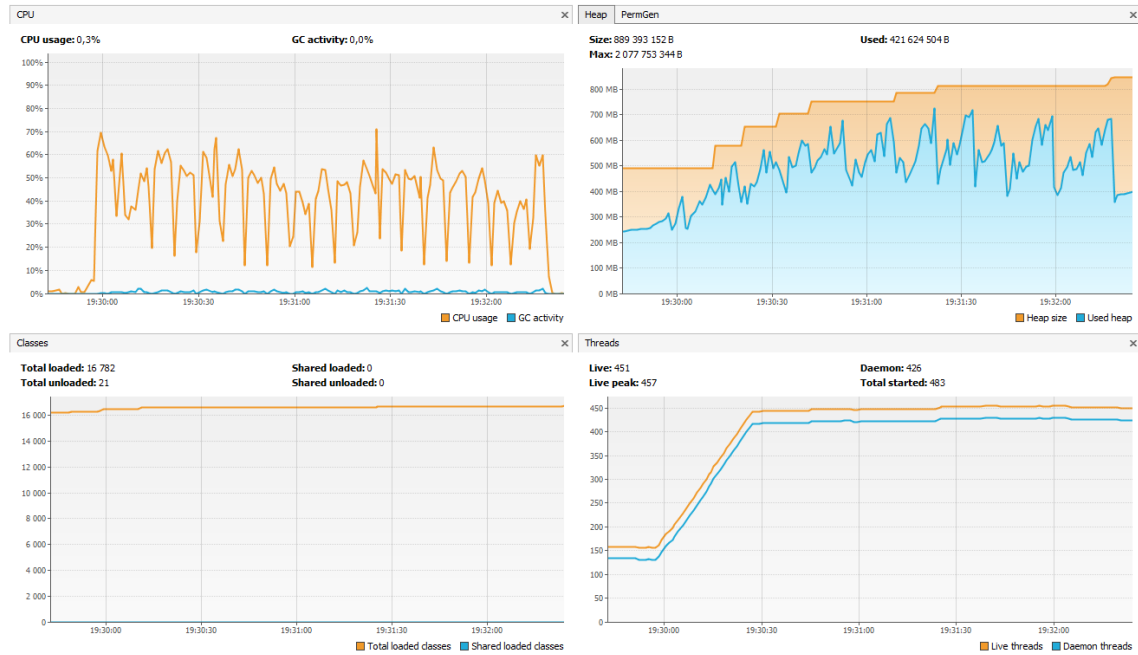 CPU
CPU usage: 0,3%
GC activity: 0,0%
100%
90%
80%
70%
60%
50%
40%
30%
20%
10%
0%
19:30:00
19:30:30
19:31:00
19:31:30
19:32:00
CPU usage
GC activity
Heap
PermGen
Size: 889 393 152 B
Used: 421 624 504 B
Max: 2 077 753 344 B
800 MB
700 MB
600 MB
500 MB
400 MB
300 MB
200 MB
100 MB
0 MB
19:30:00
19:30:30
19:31:00
19:31:30
19:32:00
Heap size
Used heap
Classes
Total loaded: 16 782
Shared loaded: 0
Total unloaded: 21
Shared unloaded: 0
16 000
14 000
12 000
10 000
8 000
6 000
4 000
2 000
0
19:30:00
19:30:30
19:31:00
19:31:30
19:32:00
Total loaded classes
Shared loaded classes
Threads
Live: 451
Daemon: 426
Live peak: 457
Total started: 483
450
400
350
300
250
200
150
100
50
0
19:30:00
19:30:30
19:31:00
19:31:30
19:32:00
Live threads
Daemon threads